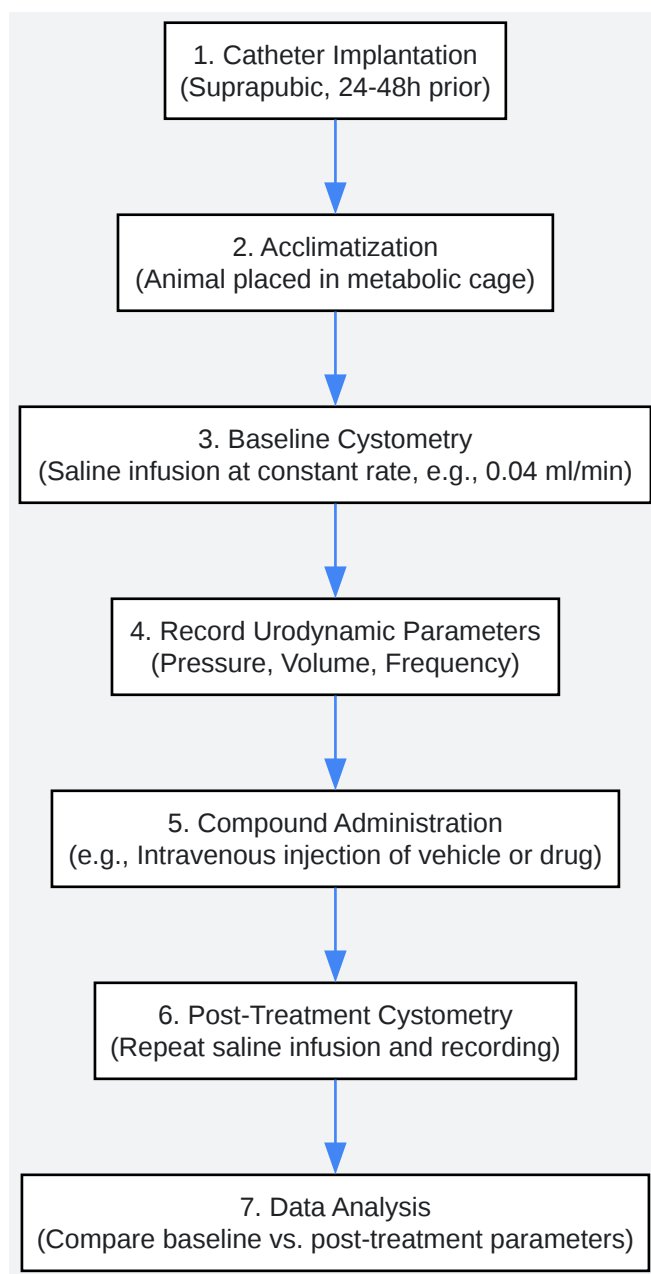 1. Catheter Implantation
(Suprapubic, 24-48h prior)
2. Acclimatization
(Animal placed in metabolic cage)
3. Baseline Cystometry
(Saline infusion at constant rate, e.g., 0.04 ml/min)
4. Record Urodynamic Parameters
(Pressure, Volume, Frequency)
5. Compound Administration
(e.g., Intravenous injection of vehicle or drug)
6. Post-Treatment Cystometry
(Repeat saline infusion and recording)
7. Data Analysis
(Compare baseline vs. post-treatment parameters)